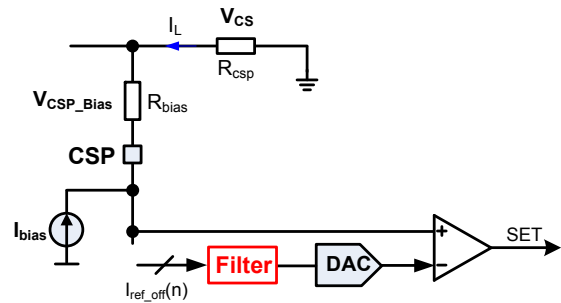 V_CS
I_L
R_csp
V_CSP_Bias
R_bias
CSP
I_bias
+
SET
Filter
DAC
−
I_ref_off(n)